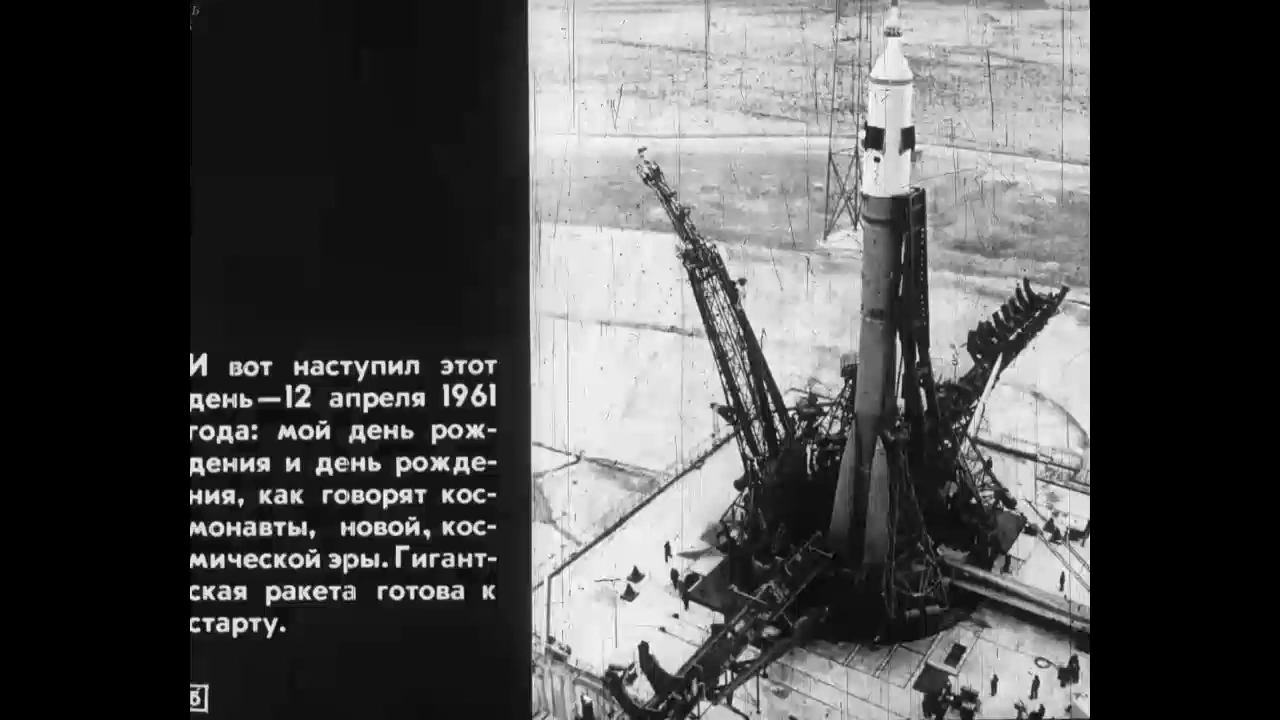 И вот наступил этот
день—12 апреля 1961
года: мой день рож-
дения и день рожде-
ния, как говорят кос-
монавты, новой, кос-
мической эры. Гигант-
ская ракета готова к
старту.
6